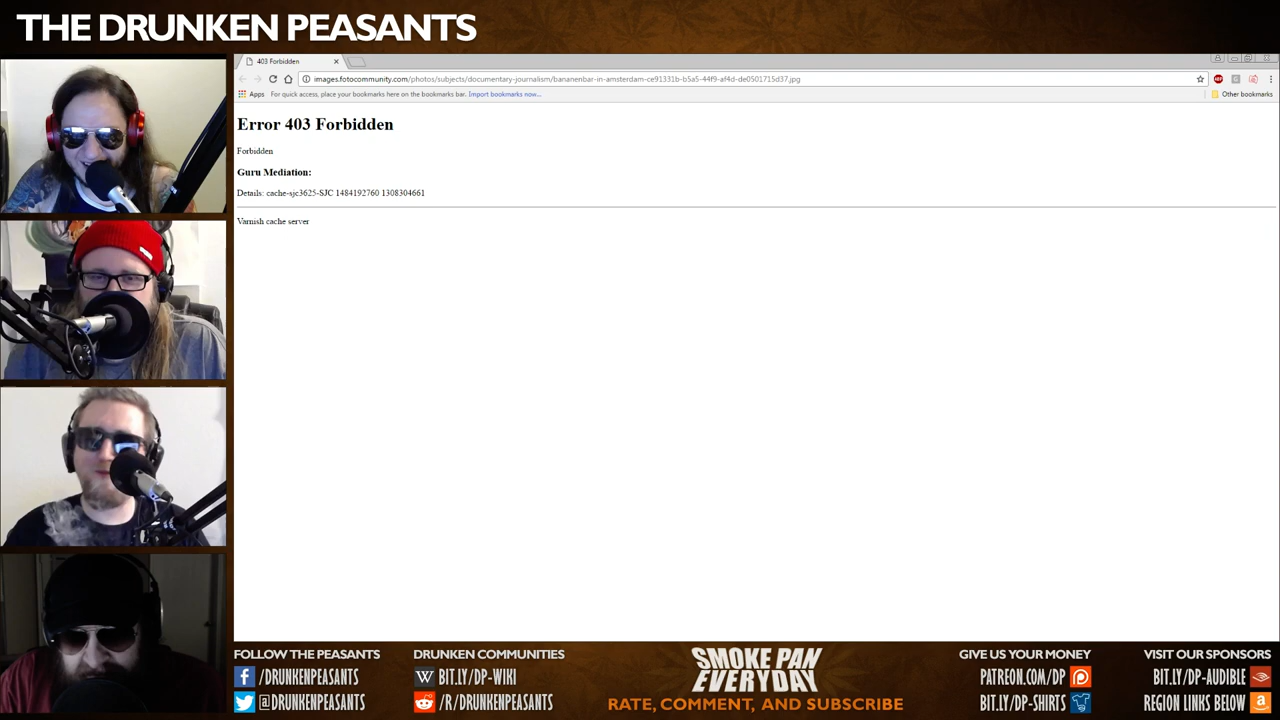 THE DRUNKEN PEASANTS
403 Forbidden
images.fotocommunity.com/photos/subjects/documentary-journalism/bananenbar-in-amsterdam-ce91331b-b5a5-44f9-af4d-de0501715d37.jpg
Apps For quick access, place your bookmarks here on the bookmarks bar. Import bookmarks now... Other bookmarks
Error 403 Forbidden
Forbidden
Guru Mediation:
Details: cache-sjc3625-SJC 1484192760 1308304661
Varnish cache server
FOLLOW THE PEASANTS
/DRUNKENPEASANTS
@DRUNKENPEASANTS
DRUNKEN COMMUNITIES
W BIT.LY/DP-WIKI
/R/DRUNKENPEASANTS
SMOKE PAN
EVERYDAY
RATE, COMMENT, AND SUBSCRIBE
GIVE US YOUR MONEY
PATREON.COM/DP
BIT.LY/DP-SHIRTS
VISIT OUR SPONSORS
BIT.LY/DP-AUDIBLE
REGION LINKS BELOW